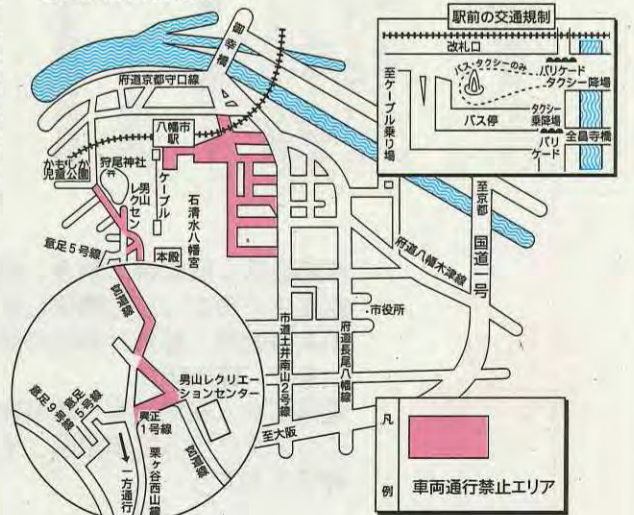 駅前の交通規制
改札口
至ケーブル乗り場
バス・タクシーのみ
バリケード
タクシー降場
バス停
タクシー
乗降場
バリ
ケード
全昌寺橋
御幸橋
府道京都守口線
八幡市
駅
かもしか
児童公園
狩尾神社
男山
レクセン
ケーブル
石清水八幡宮
本殿
意足5号線
至京都
国道一号
府道八幡木津線
市役所
市道土井南山2号線
府道長尾八幡線
至大阪
男山レクリエー
ションセンター
意足
5号線
意足9号線
一方通行
1号線
栗ヶ谷西山線
凡例
車両通行禁止エリア